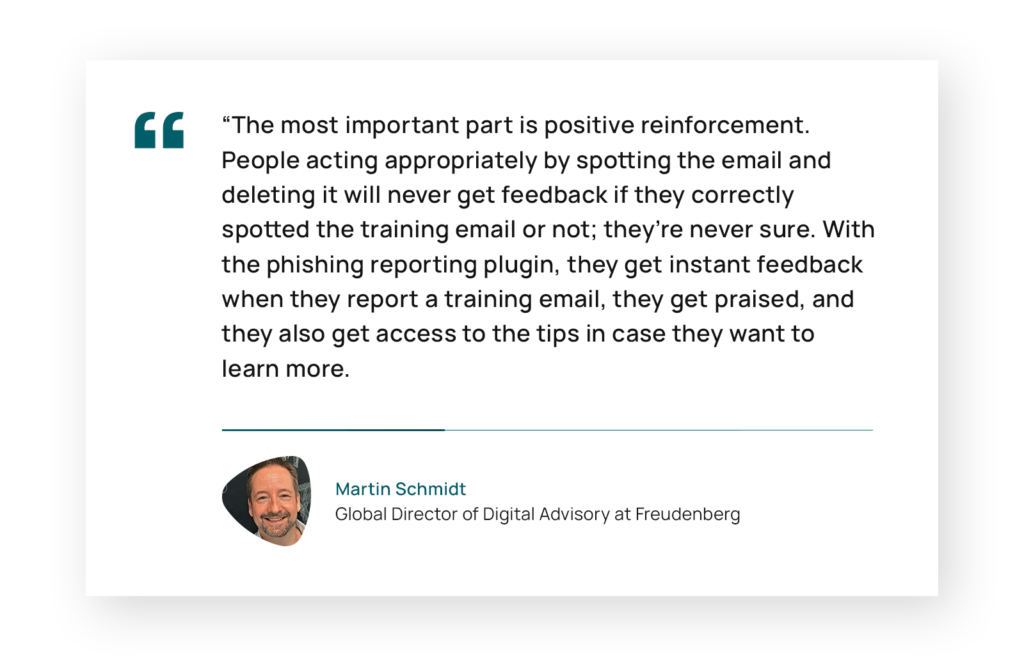 “The most important part is positive reinforcement.
People acting appropriately by spotting the email and
deleting it will never get feedback if they correctly
spotted the training email or not; they’re never sure. With
the phishing reporting plugin, they get instant feedback
when they report a training email, they get praised, and
they also get access to the tips in case they want to
learn more.
Martin Schmidt
Global Director of Digital Advisory at Freudenberg